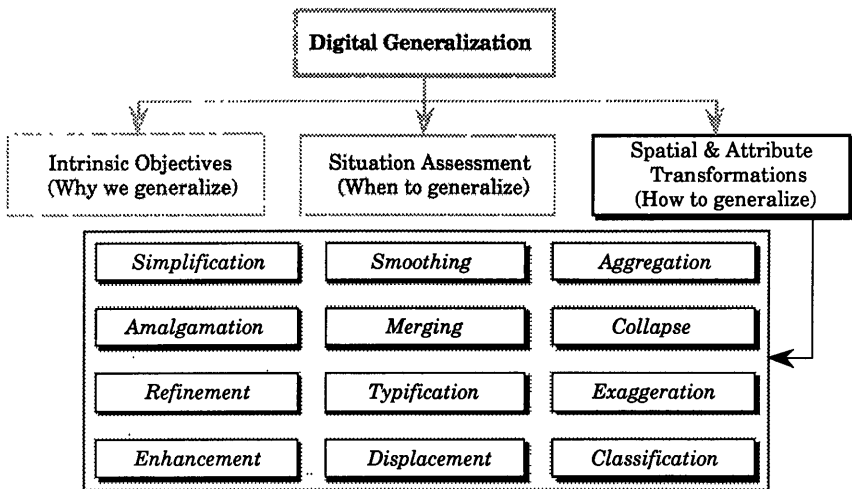 Digital Generalization
Intrinsic Objectives
(Why we generalize)
Situation Assessment
(When to generalize)
Spatial & Attribute
Transformations
(How to generalize)
Simplification
Smoothing
Aggregation
Amalgamation
Merging
Collapse
Refinement
Typification
Exaggeration
Enhancement
Displacement
Classification